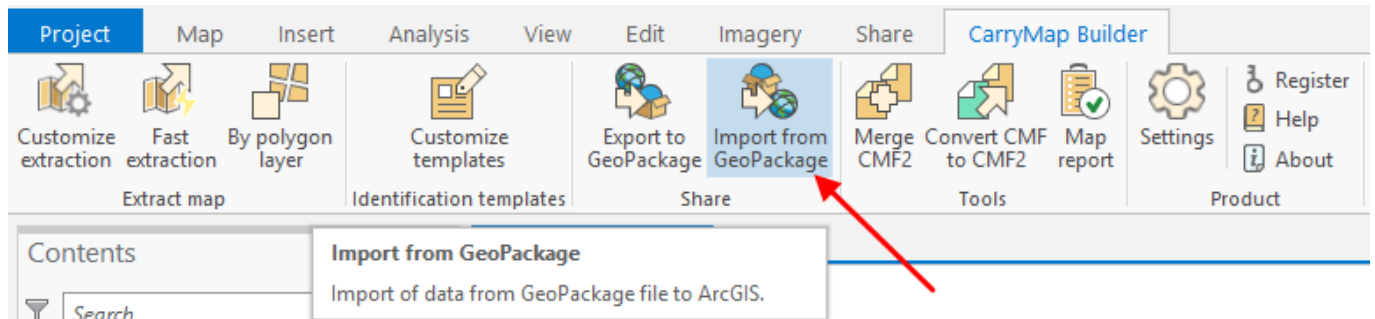 Project Map Insert Analysis View Edit Imagery Share CarryMap Builder
Customize extraction
Fast extraction
By polygon layer
Extract map
Customize templates
Identification templates
Export to GeoPackage
Import from GeoPackage
Share
Merge CMF2
Convert CMF to CMF2
Map report
Tools
Settings
Register
Help
About
Product
Contents
Search
Import from GeoPackage
Import of data from GeoPackage file to ArcGIS.